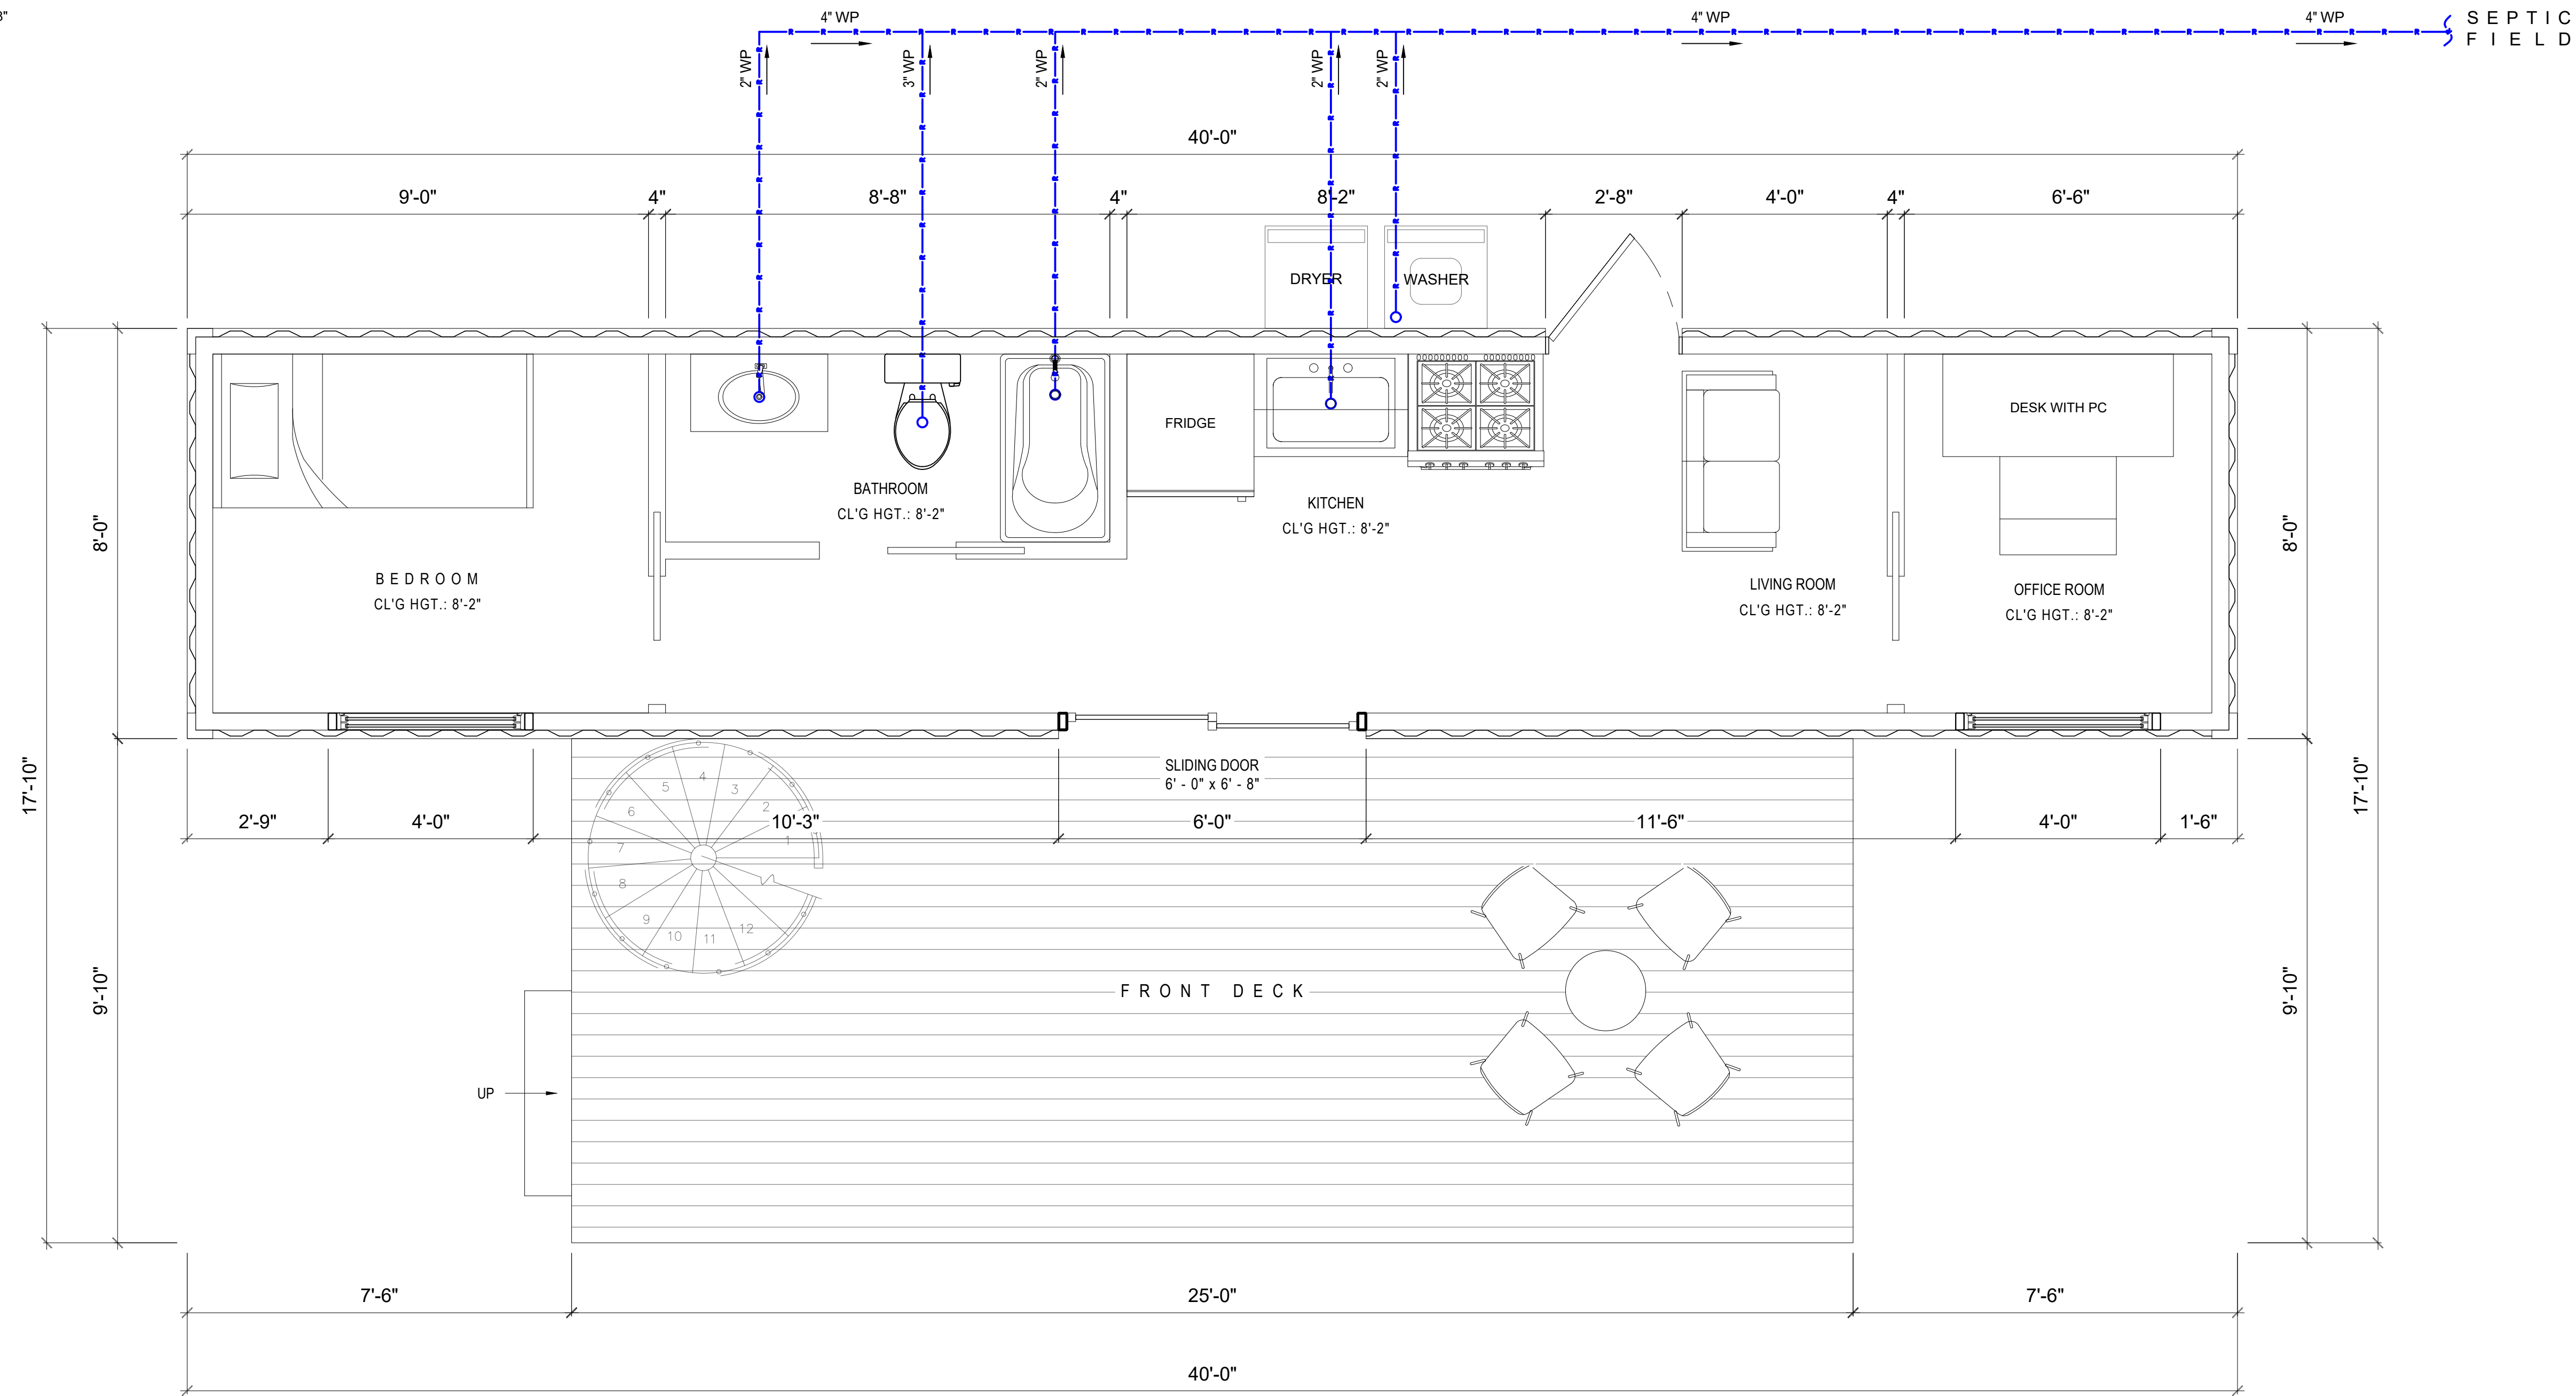 3"
4" WP
4" WP
4" WP
SEPTIC
FIELD
2" WP
3" WP
2" WP
2" WP
2" WP
40'-0"
9'-0"
4"
8'-8"
4"
8'-2"
2'-8"
4'-0"
4"
6'-6"
DRYER
WASHER
FRIDGE
DESK WITH PC
BATHROOM
CL'G HGT.: 8'-2"
KITCHEN
CL'G HGT.: 8'-2"
BEDROOM
CL'G HGT.: 8'-2"
LIVING ROOM
CL'G HGT.: 8'-2"
OFFICE ROOM
CL'G HGT.: 8'-2"
8'-0"
8'-0"
17'-10"
17'-10"
SLIDING DOOR
6' - 0" x 6' - 8"
2'-9"
4'-0"
10'-3"
6'-0"
11'-6"
4'-0"
1'-6"
1
2
3
4
5
6
7
8
9
10
11
12
9'-10"
9'-10"
FRONT DECK
UP
7'-6"
25'-0"
7'-6"
40'-0"